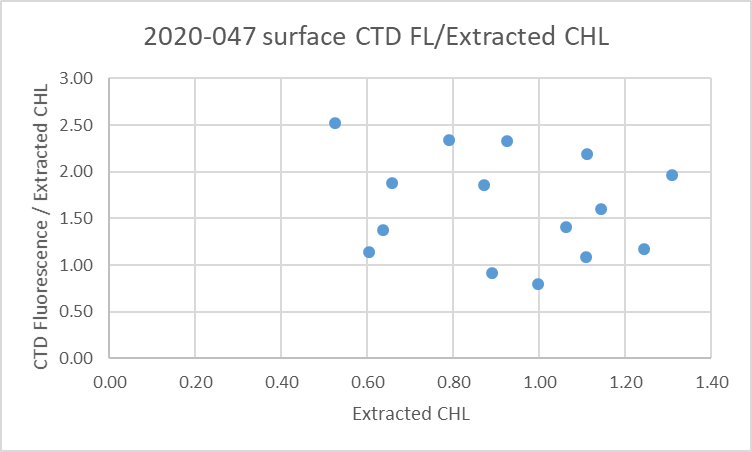 2020-047 surface CTD FL/Extracted CHL
CTD Fluorescence / Extracted CHL
3.00
2.50
2.00
1.50
1.00
0.50
0.00
0.00 0.20 0.40 0.60 0.80 1.00 1.20 1.40
Extracted CHL